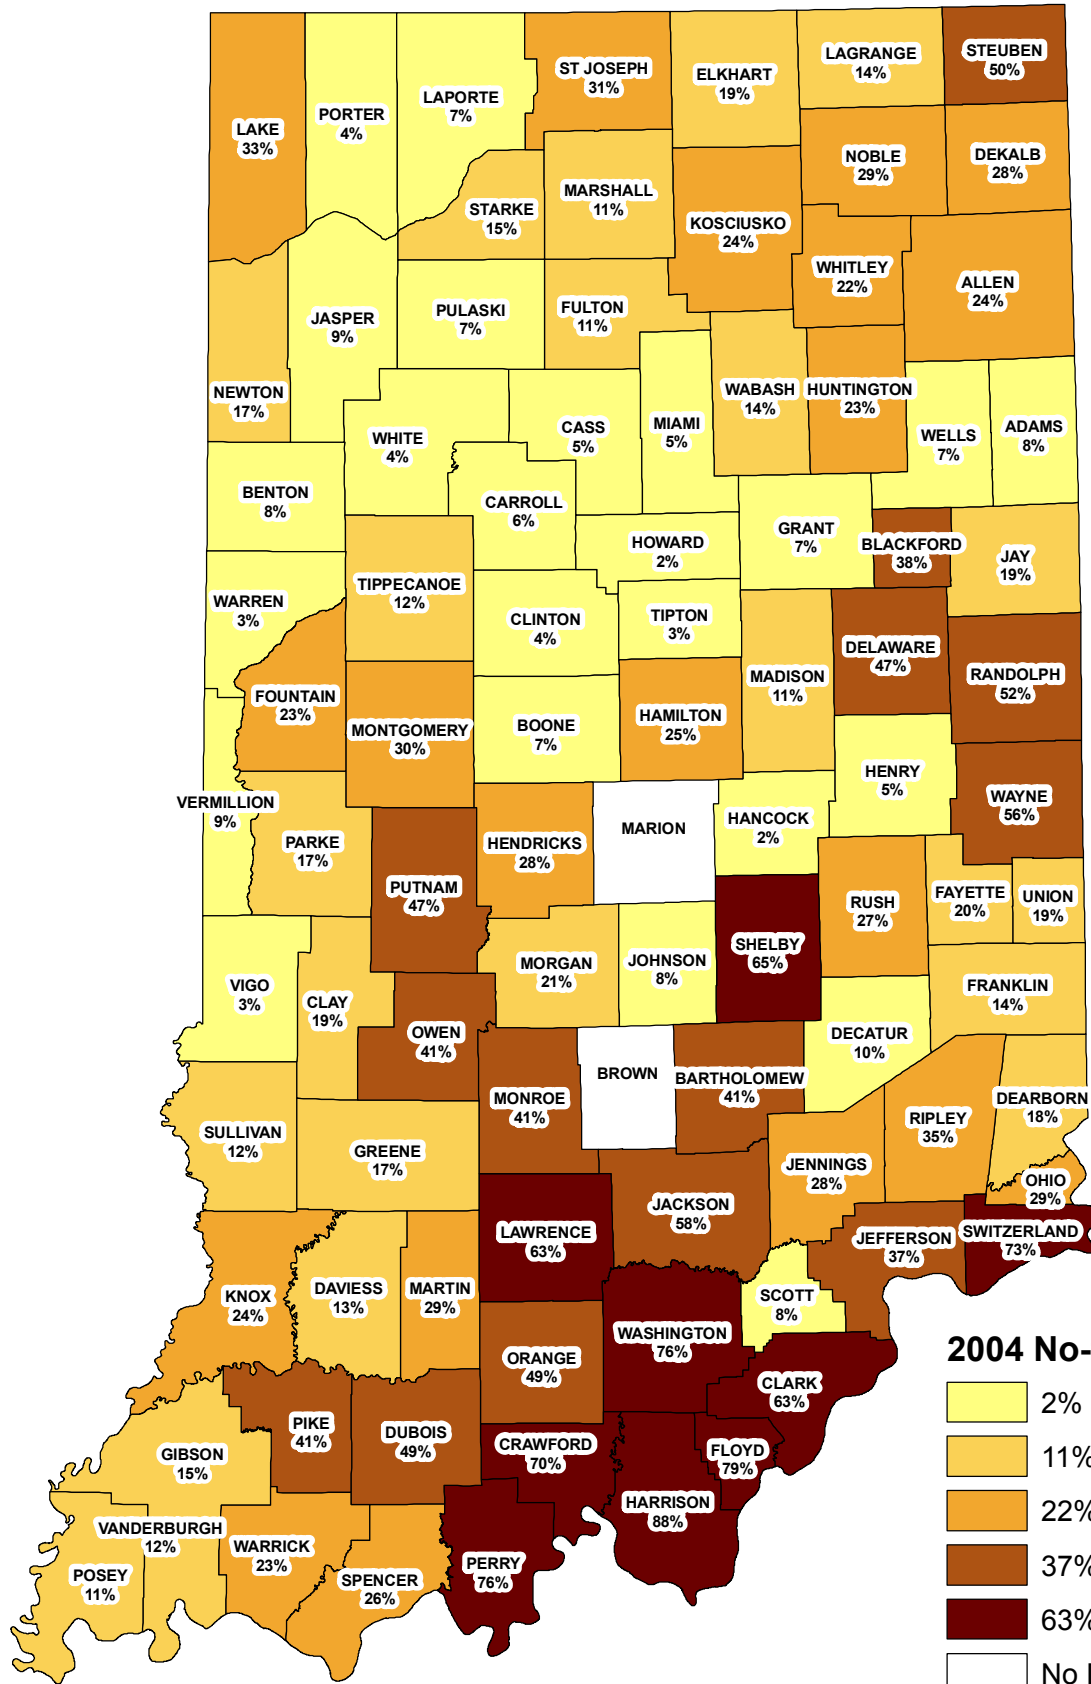 LAKE
33%
PORTER
4%
LAPORTE
7%
ST JOSEPH
31%
ELKHART
19%
LAGRANGE
14%
STEUBEN
50%
NOBLE
29%
DEKALB
28%
STARKE
15%
MARSHALL
11%
KOSCIUSKO
24%
WHITLEY
22%
ALLEN
24%
NEWTON
17%
JASPER
9%
PULASKI
7%
FULTON
11%
WHITE
4%
CASS
5%
MIAMI
5%
WABASH
14%
HUNTINGTON
23%
WELLS
7%
ADAMS
8%
BENTON
8%
CARROLL
6%
HOWARD
2%
GRANT
7%
BLACKFORD
38%
JAY
19%
WARREN
3%
TIPPECANOE
12%
CLINTON
4%
TIPTON
3%
MADISON
11%
DELAWARE
47%
RANDOLPH
52%
FOUNTAIN
23%
MONTGOMERY
30%
BOONE
7%
HAMILTON
25%
HENRY
5%
WAYNE
56%
VERMILLION
9%
PARKE
17%
PUTNAM
47%
HENDRICKS
28%
MARION
HANCOCK
2%
SHELBY
65%
RUSH
27%
FAYETTE
20%
UNION
19%
VIGO
3%
CLAY
19%
OWEN
41%
MORGAN
21%
JOHNSON
8%
DECATUR
10%
FRANKLIN
14%
SULLIVAN
12%
GREENE
17%
MONROE
41%
BROWN
BARTHOLOMEW
41%
JENNINGS
28%
RIPLEY
35%
DEARBORN
18%
OHIO
29%
SWITZERLAND
73%
JEFFERSON
37%
KNOX
24%
DAVIESS
13%
MARTIN
29%
LAWRENCE
63%
JACKSON
58%
SCOTT
8%
ORANGE
49%
WASHINGTON
76%
CLARK
63%
GIBSON
15%
PIKE
41%
DUBOIS
49%
CRAWFORD
70%
FLOYD
79%
HARRISON
88%
POSEY
11%
VANDERBURGH
12%
WARRICK
23%
SPENCER
26%
PERRY
76%
2004 No-
2%
11%
22%
37%
63%
No